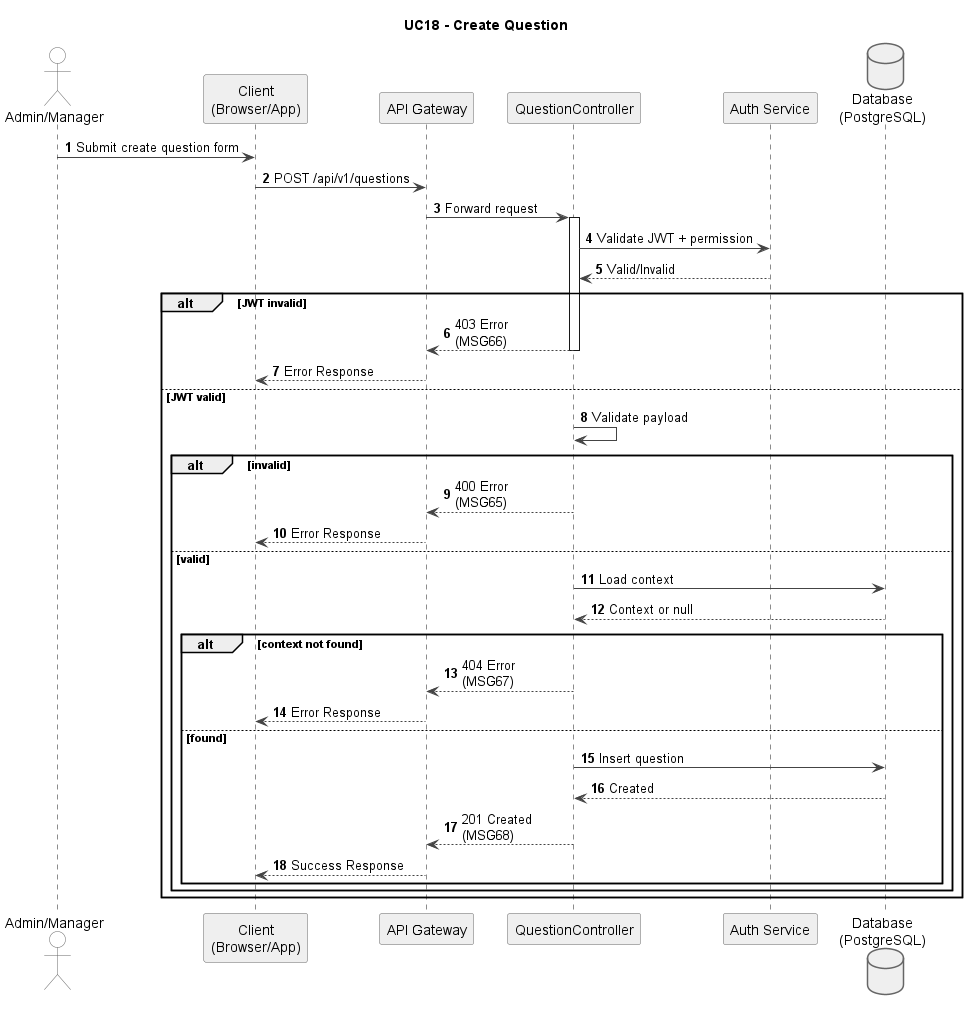 UC18 - Create Question
Admin/Manager
Client
(Browser/App)
API Gateway
QuestionController
Auth Service
Database
(PostgreSQL)
1 Submit create question form
2 POST /api/v1/questions
3 Forward request
4 Validate JWT + permission
5 Valid/Invalid
alt [JWT invalid]
6 403 Error
(MSG66)
7 Error Response
[JWT valid]
8 Validate payload
alt [invalid]
9 400 Error
(MSG65)
10 Error Response
[valid]
11 Load context
12 Context or null
alt [context not found]
13 404 Error
(MSG67)
14 Error Response
[found]
15 Insert question
16 Created
17 201 Created
(MSG68)
18 Success Response
Admin/Manager
Client
(Browser/App)
API Gateway
QuestionController
Auth Service
Database
(PostgreSQL)